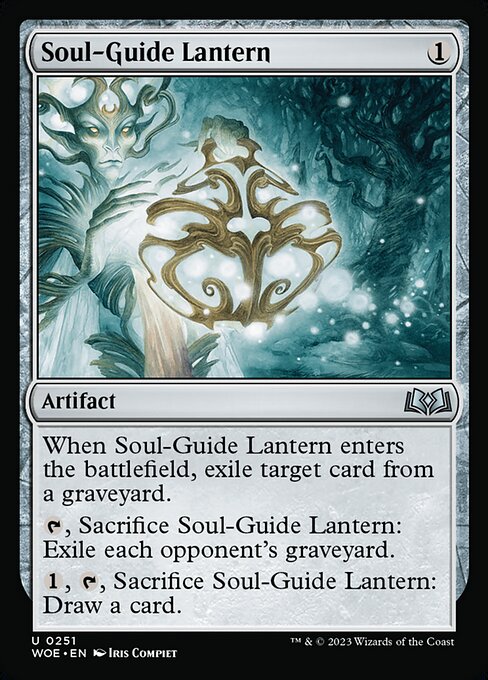 Soul-Guide Lantern 1
Artifact
When Soul-Guide Lantern enters
the battlefield, exile target card from
a graveyard.
, Sacrifice Soul-Guide Lantern:
Exile each opponent's graveyard.
1, , Sacrifice Soul-Guide Lantern:
Draw a card.
U 0251
WOE • EN Iris Compiet
™ & © 2023 Wizards of the Coast